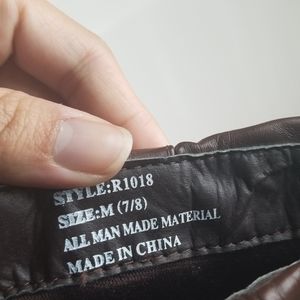 STYLE:R1018
SIZE:M (7/8)
ALL MAN MADE MATERIAL
MADE IN CHINA